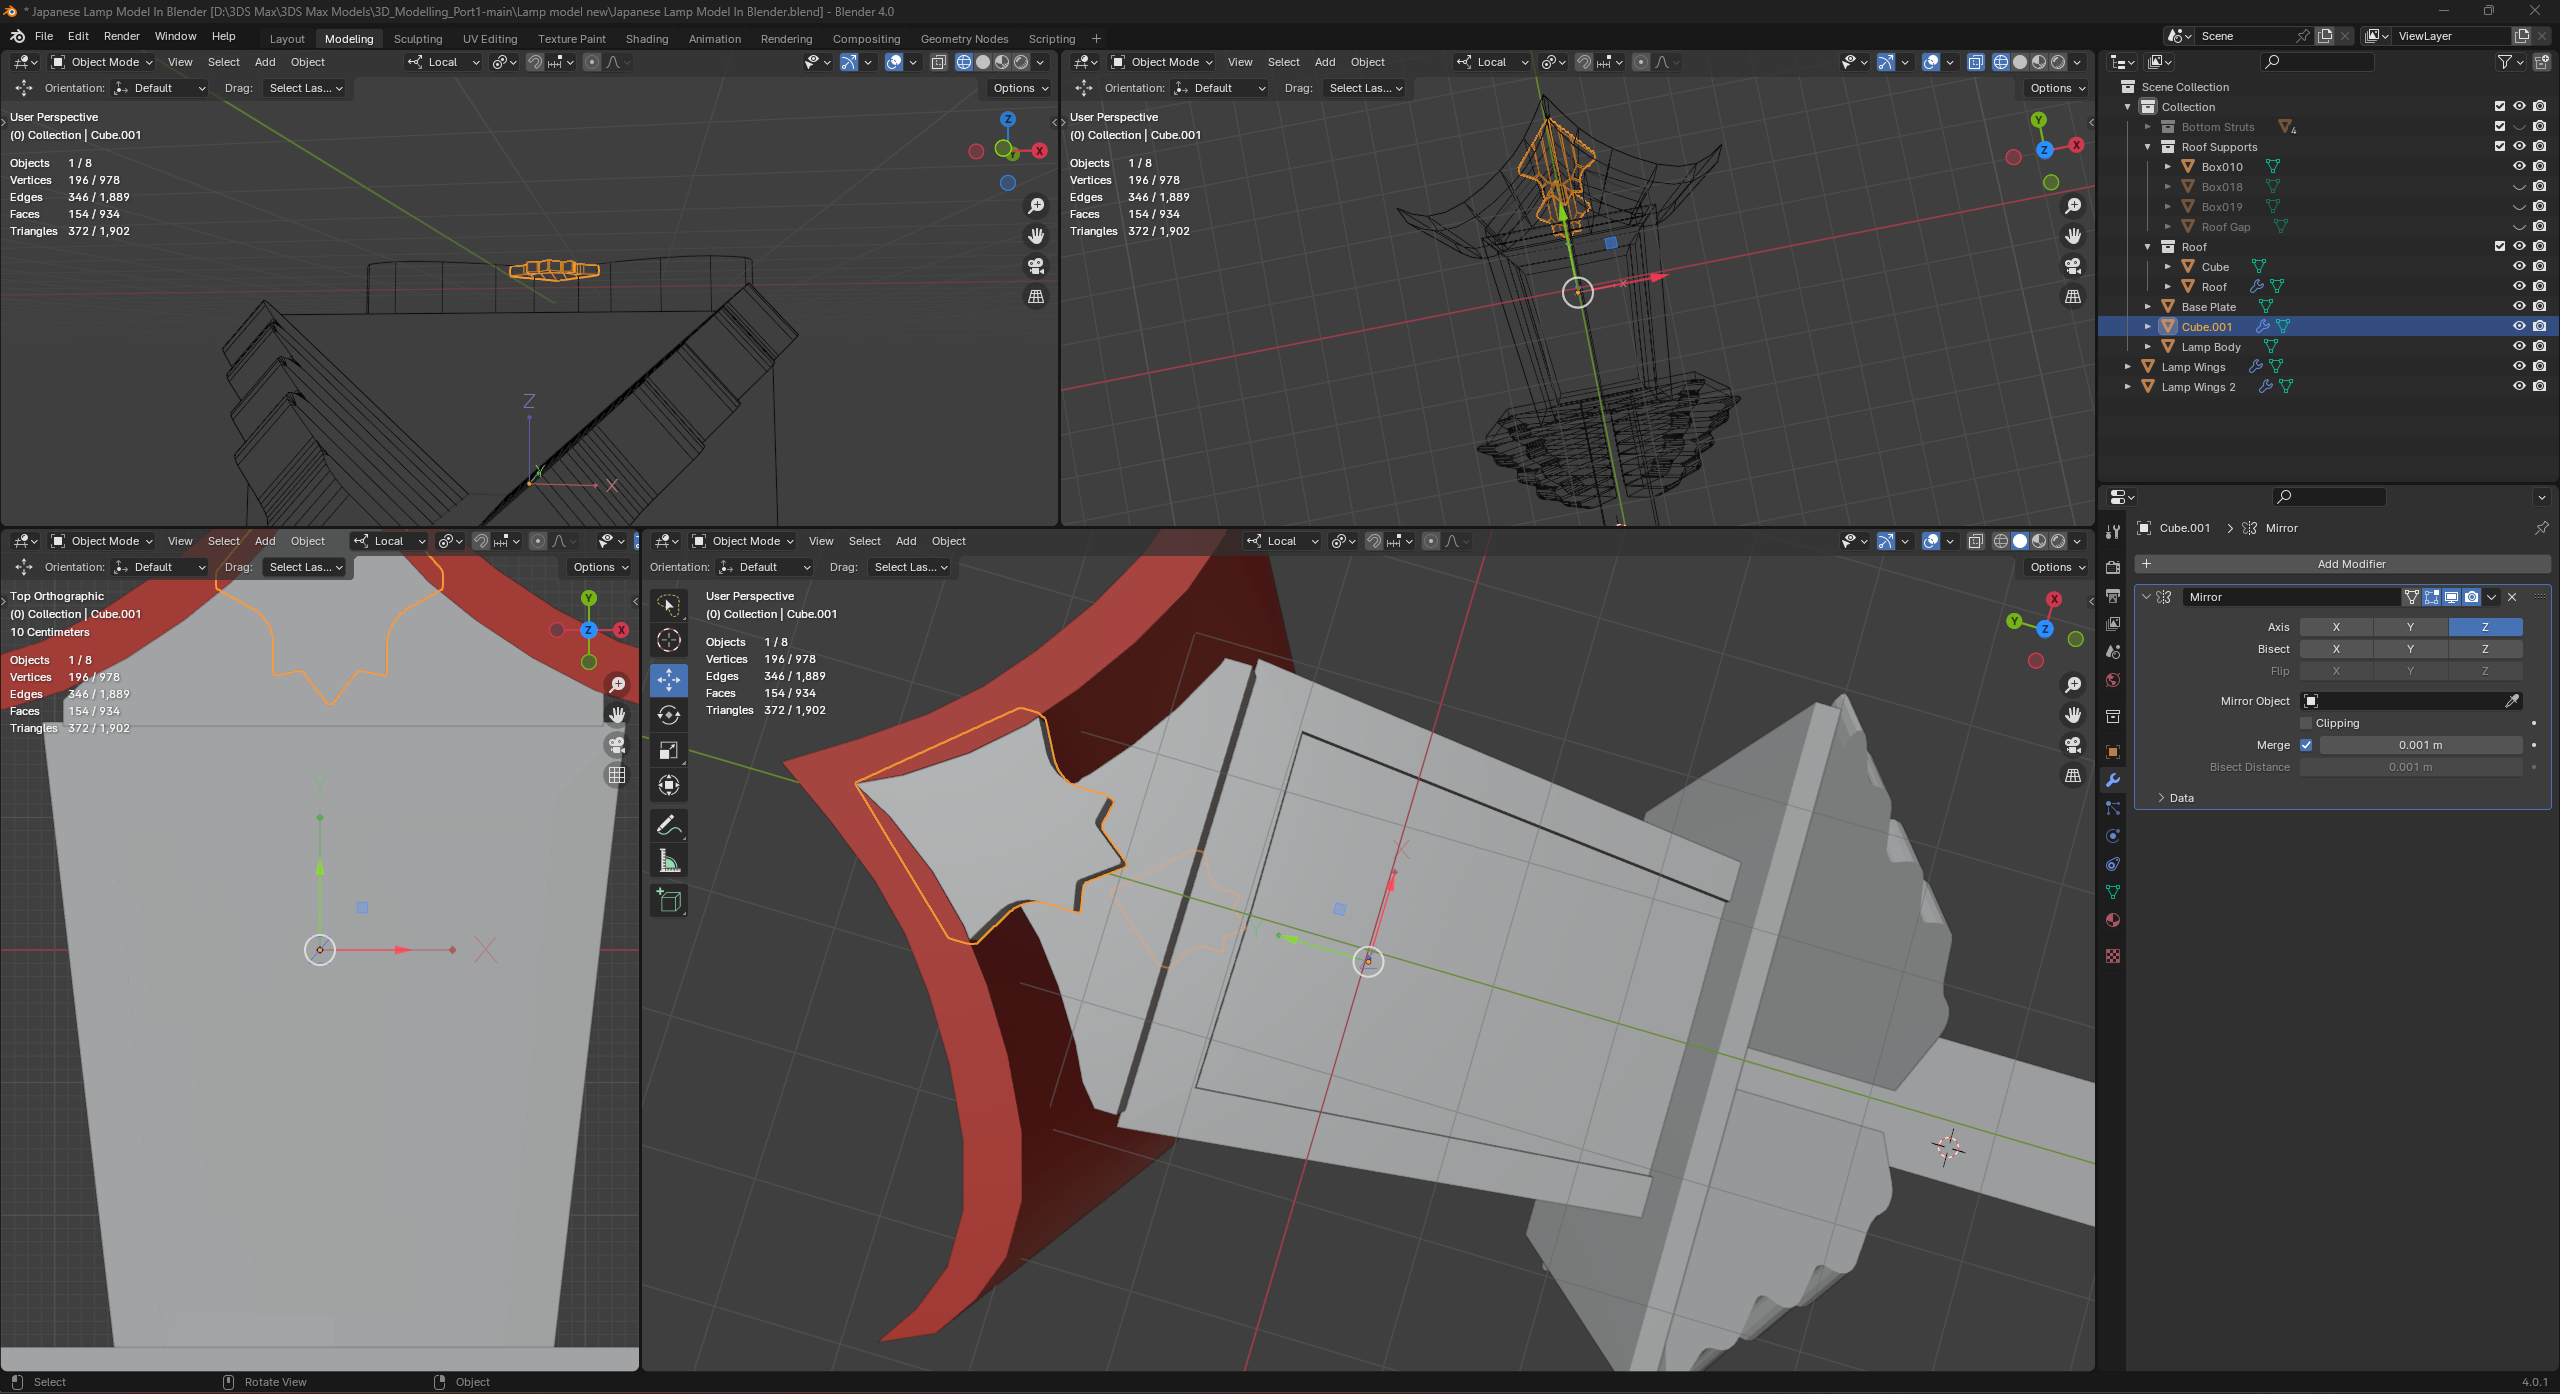 * Japanese Lamp Model In Blender [D:\3DS Max\3DS Max Models\3D_Modelling_Port1-main\Lamp model new\Japanese Lamp Model In Blender.blend] - Blender 4.0
File Edit Render Window Help Layout Modeling Sculpting UV Editing Texture Paint Shading Animation Rendering Compositing Geometry Nodes Scripting + Scene ViewLayer
Object Mode View Select Add Object Local
Orientation: Default Drag: Select Las... Options
User Perspective
(0) Collection | Cube.001
Objects 1 / 8
Vertices 196 / 978
Edges 346 / 1,889
Faces 154 / 934
Triangles 372 / 1,902
Z
X
Z
Y
X
Object Mode View Select Add Object Local
Orientation: Default Drag: Select Las... Options
User Perspective
(0) Collection | Cube.001
Objects 1 / 8
Vertices 196 / 978
Edges 346 / 1,889
Faces 154 / 934
Triangles 372 / 1,902
Y
Z
X
Object Mode View Select Add Object Local
Orientation: Default Drag: Select Las... Options
Top Orthographic
(0) Collection | Cube.001
10 Centimeters
Objects 1 / 8
Vertices 196 / 978
Edges 346 / 1,889
Faces 154 / 934
Triangles 372 / 1,902
Y
Z
X
Y
X
Object Mode View Select Add Object Local
Orientation: Default Drag: Select Las... Options
User Perspective
(0) Collection | Cube.001
Objects 1 / 8
Vertices 196 / 978
Edges 346 / 1,889
Faces 154 / 934
Triangles 372 / 1,902
X
Y
Z
X
Y
Scene Collection
Collection
Bottom Struts 4
Roof Supports
Box010
Box018
Box019
Roof Gap
Roof
Cube
Roof
Base Plate
Cube.001
Lamp Body
Lamp Wings
Lamp Wings 2
Cube.001 > Mirror
+ Add Modifier
Mirror
Axis X Y Z
Bisect X Y Z
Flip X Y Z
Mirror Object
Clipping
Merge 0.001 m
Bisect Distance 0.001 m
Data
Select Rotate View Object 4.0.1